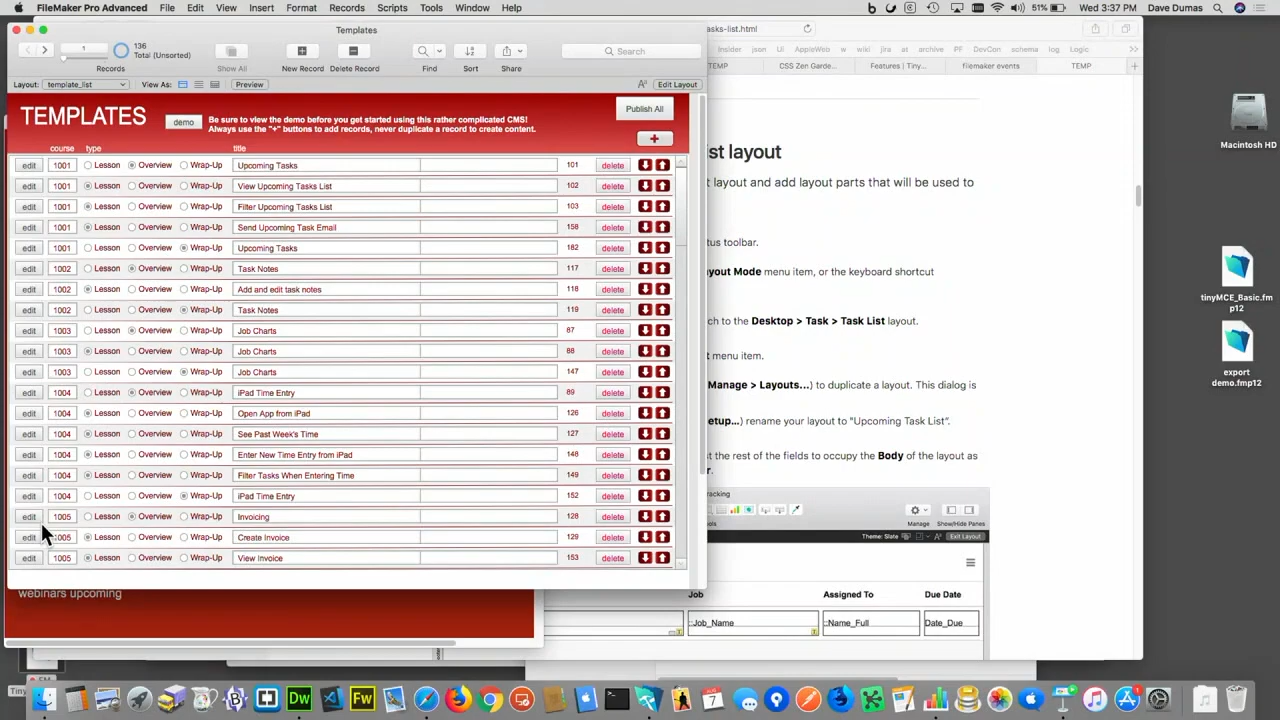 FileMaker Pro Advanced File Edit View Insert Format Records Scripts Tools Window Help
51% Wed 3:37 PM Dave Dumas
Templates
asks-list.html
1 136 Total (Unsorted)
Search
Records Show All New Record Delete Record Find Sort Share
Insider json Ui AppleWeb w wiki jira at archive PF DevCon schema log Logic
TEMP CSS Zen Garde... Features | Tiny... filemaker events TEMP
Layout: template_list View As: Preview Edit Layout
TEMPLATES
demo
Be sure to view the demo before you get started using this rather complicated CMS!
Always use the "+" buttons to add records, never duplicate a record to create content.
Publish All
+
course type title
edit 1001 Lesson Overview Wrap-Up Upcoming Tasks 101 delete
edit 1001 Lesson Overview Wrap-Up View Upcoming Tasks List 102 delete
edit 1001 Lesson Overview Wrap-Up Filter Upcoming Tasks List 103 delete
edit 1001 Lesson Overview Wrap-Up Send Upcoming Task Email 158 delete
edit 1001 Lesson Overview Wrap-Up Upcoming Tasks 182 delete
edit 1002 Lesson Overview Wrap-Up Task Notes 117 delete
edit 1002 Lesson Overview Wrap-Up Add and edit task notes 118 delete
edit 1002 Lesson Overview Wrap-Up Task Notes 119 delete
edit 1003 Lesson Overview Wrap-Up Job Charts 87 delete
edit 1003 Lesson Overview Wrap-Up Job Charts 88 delete
edit 1003 Lesson Overview Wrap-Up Job Charts 147 delete
edit 1004 Lesson Overview Wrap-Up iPad Time Entry 89 delete
edit 1004 Lesson Overview Wrap-Up Open App from iPad 126 delete
edit 1004 Lesson Overview Wrap-Up See Past Week's Time 127 delete
edit 1004 Lesson Overview Wrap-Up Enter New Time Entry from iPad 148 delete
edit 1004 Lesson Overview Wrap-Up Filter Tasks When Entering Time 149 delete
edit 1004 Lesson Overview Wrap-Up iPad Time Entry 152 delete
edit 1005 Lesson Overview Wrap-Up Invoicing 128 delete
edit 1005 Lesson Overview Wrap-Up Create Invoice 129 delete
edit 1005 Lesson Overview Wrap-Up View Invoice 153 delete
webinars upcoming
st layout
t layout and add layout parts that will be used to
tus toolbar.
yout Mode menu item, or the keyboard shortcut
ch to the Desktop > Task > Task List layout.
t menu item.
Manage > Layouts...) to duplicate a layout. This dialog is
etup...) rename your layout to "Upcoming Task List".
st the rest of the fields to occupy the Body of the layout as
r.
racking
ols Manage Show/Hide Panes
Theme: Slate Exit Layout
Job Assigned To Due Date
::Job_Name ::Name_Full Date_Due
Macintosh HD
tinyMCE_Basic.fm
p12
export
demo.fmp12
Tiny
Dw Fw
7